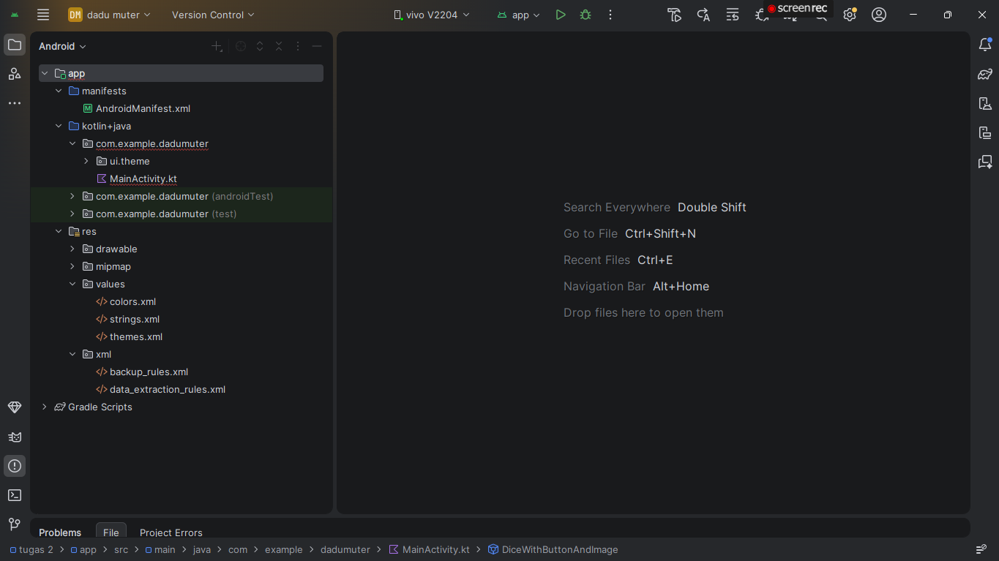 DM dadu muter Version Control vivo V2204 app screenrec
Android
app
manifests
M AndroidManifest.xml
kotlin+java
com.example.dadumuter
ui.theme
MainActivity.kt
com.example.dadumuter (androidTest)
com.example.dadumuter (test)
res
drawable
mipmap
values
</> colors.xml
</> strings.xml
</> themes.xml
xml
</> backup_rules.xml
</> data_extraction_rules.xml
Gradle Scripts
Search Everywhere Double Shift
Go to File Ctrl+Shift+N
Recent Files Ctrl+E
Navigation Bar Alt+Home
Drop files here to open them
Problems File Project Errors
tugas 2 > app > src > main > java > com > example > dadumuter > MainActivity.kt > DiceWithButtonAndImage